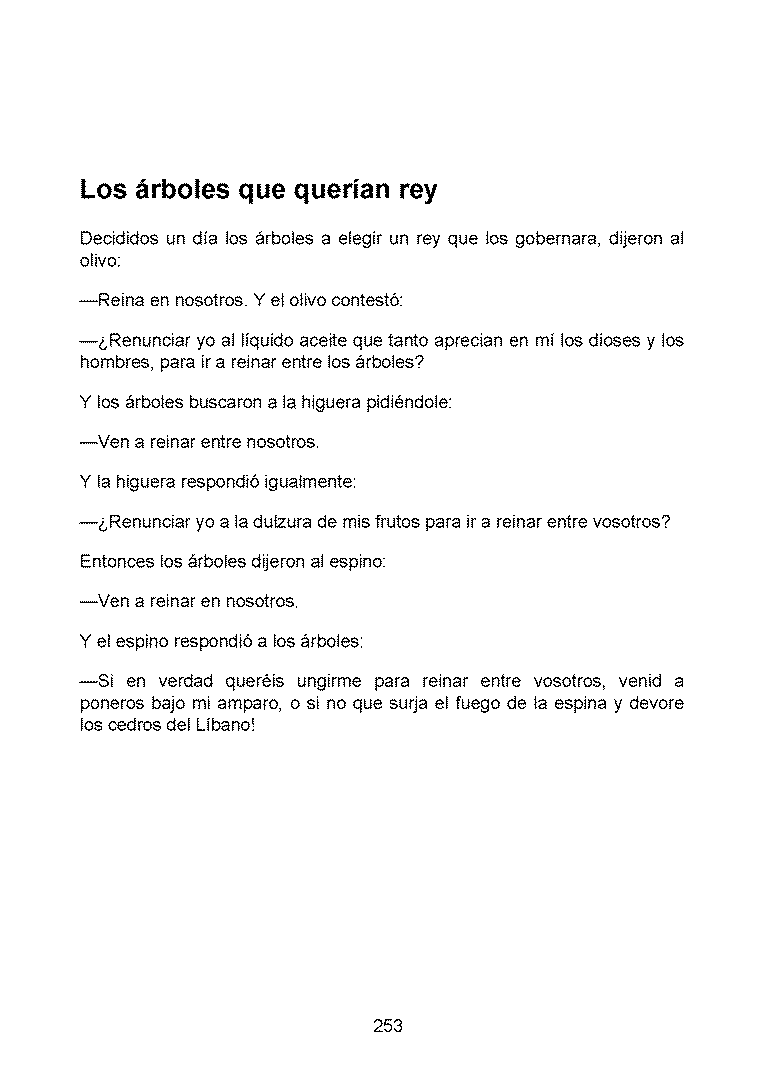 Los árboles que querían rey
Decididos un día los árboles a elegir un rey que los gobernara, dijeron al
olivo:
—Reina en nosotros. Y el olivo contestó:
—¿Renunciar yo al líquido aceite que tanto aprecian en mí los dioses y los
hombres, para ir a reinar entre los árboles?
Y los árboles buscaron a la higuera pidiéndole:
—Ven a reinar entre nosotros.
Y la higuera respondió igualmente:
—¿Renunciar yo a la dulzura de mis frutos para ir a reinar entre vosotros?
Entonces los árboles dijeron al espino:
—Ven a reinar en nosotros.
Y el espino respondió a los árboles:
—Si en verdad queréis ungirme para reinar entre vosotros, venid a
poneros bajo mi amparo, o si no que surja el fuego de la espina y devore
los cedros del Líbano!
253